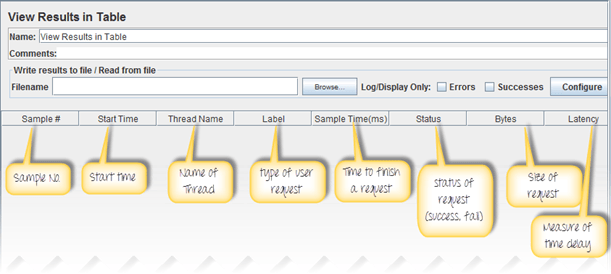 View Results in Table
Name: View Results in Table
Comments:
Write results to file / Read from file
Filename Browse... Log/Display Only: Errors Successes Configure
Sample # Start Time Thread Name Label Sample Time(ms) Status Bytes Latency
Sample No.
Start time
Name of
Thread
type of user
request
Time to finish
a request
status of
request
(success, fail)
Size of
request
Measure of
time delay